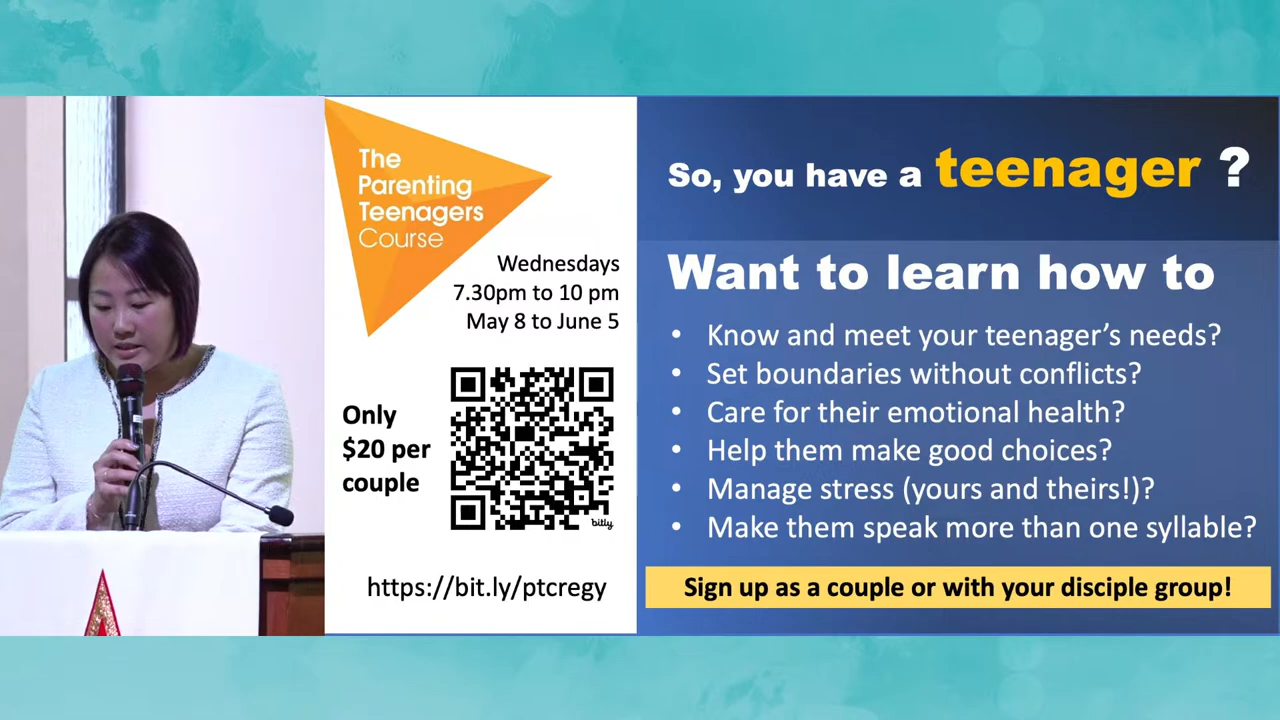 The
Parenting
Teenagers
Course
Wednesdays
7.30pm to 10 pm
May 8 to June 5
Only
$20 per
couple
bitly
https://bit.ly/ptcregy
So, you have a teenager ?
Want to learn how to
• Know and meet your teenager’s needs?
• Set boundaries without conflicts?
• Care for their emotional health?
• Help them make good choices?
• Manage stress (yours and theirs!)?
• Make them speak more than one syllable?
Sign up as a couple or with your disciple group!